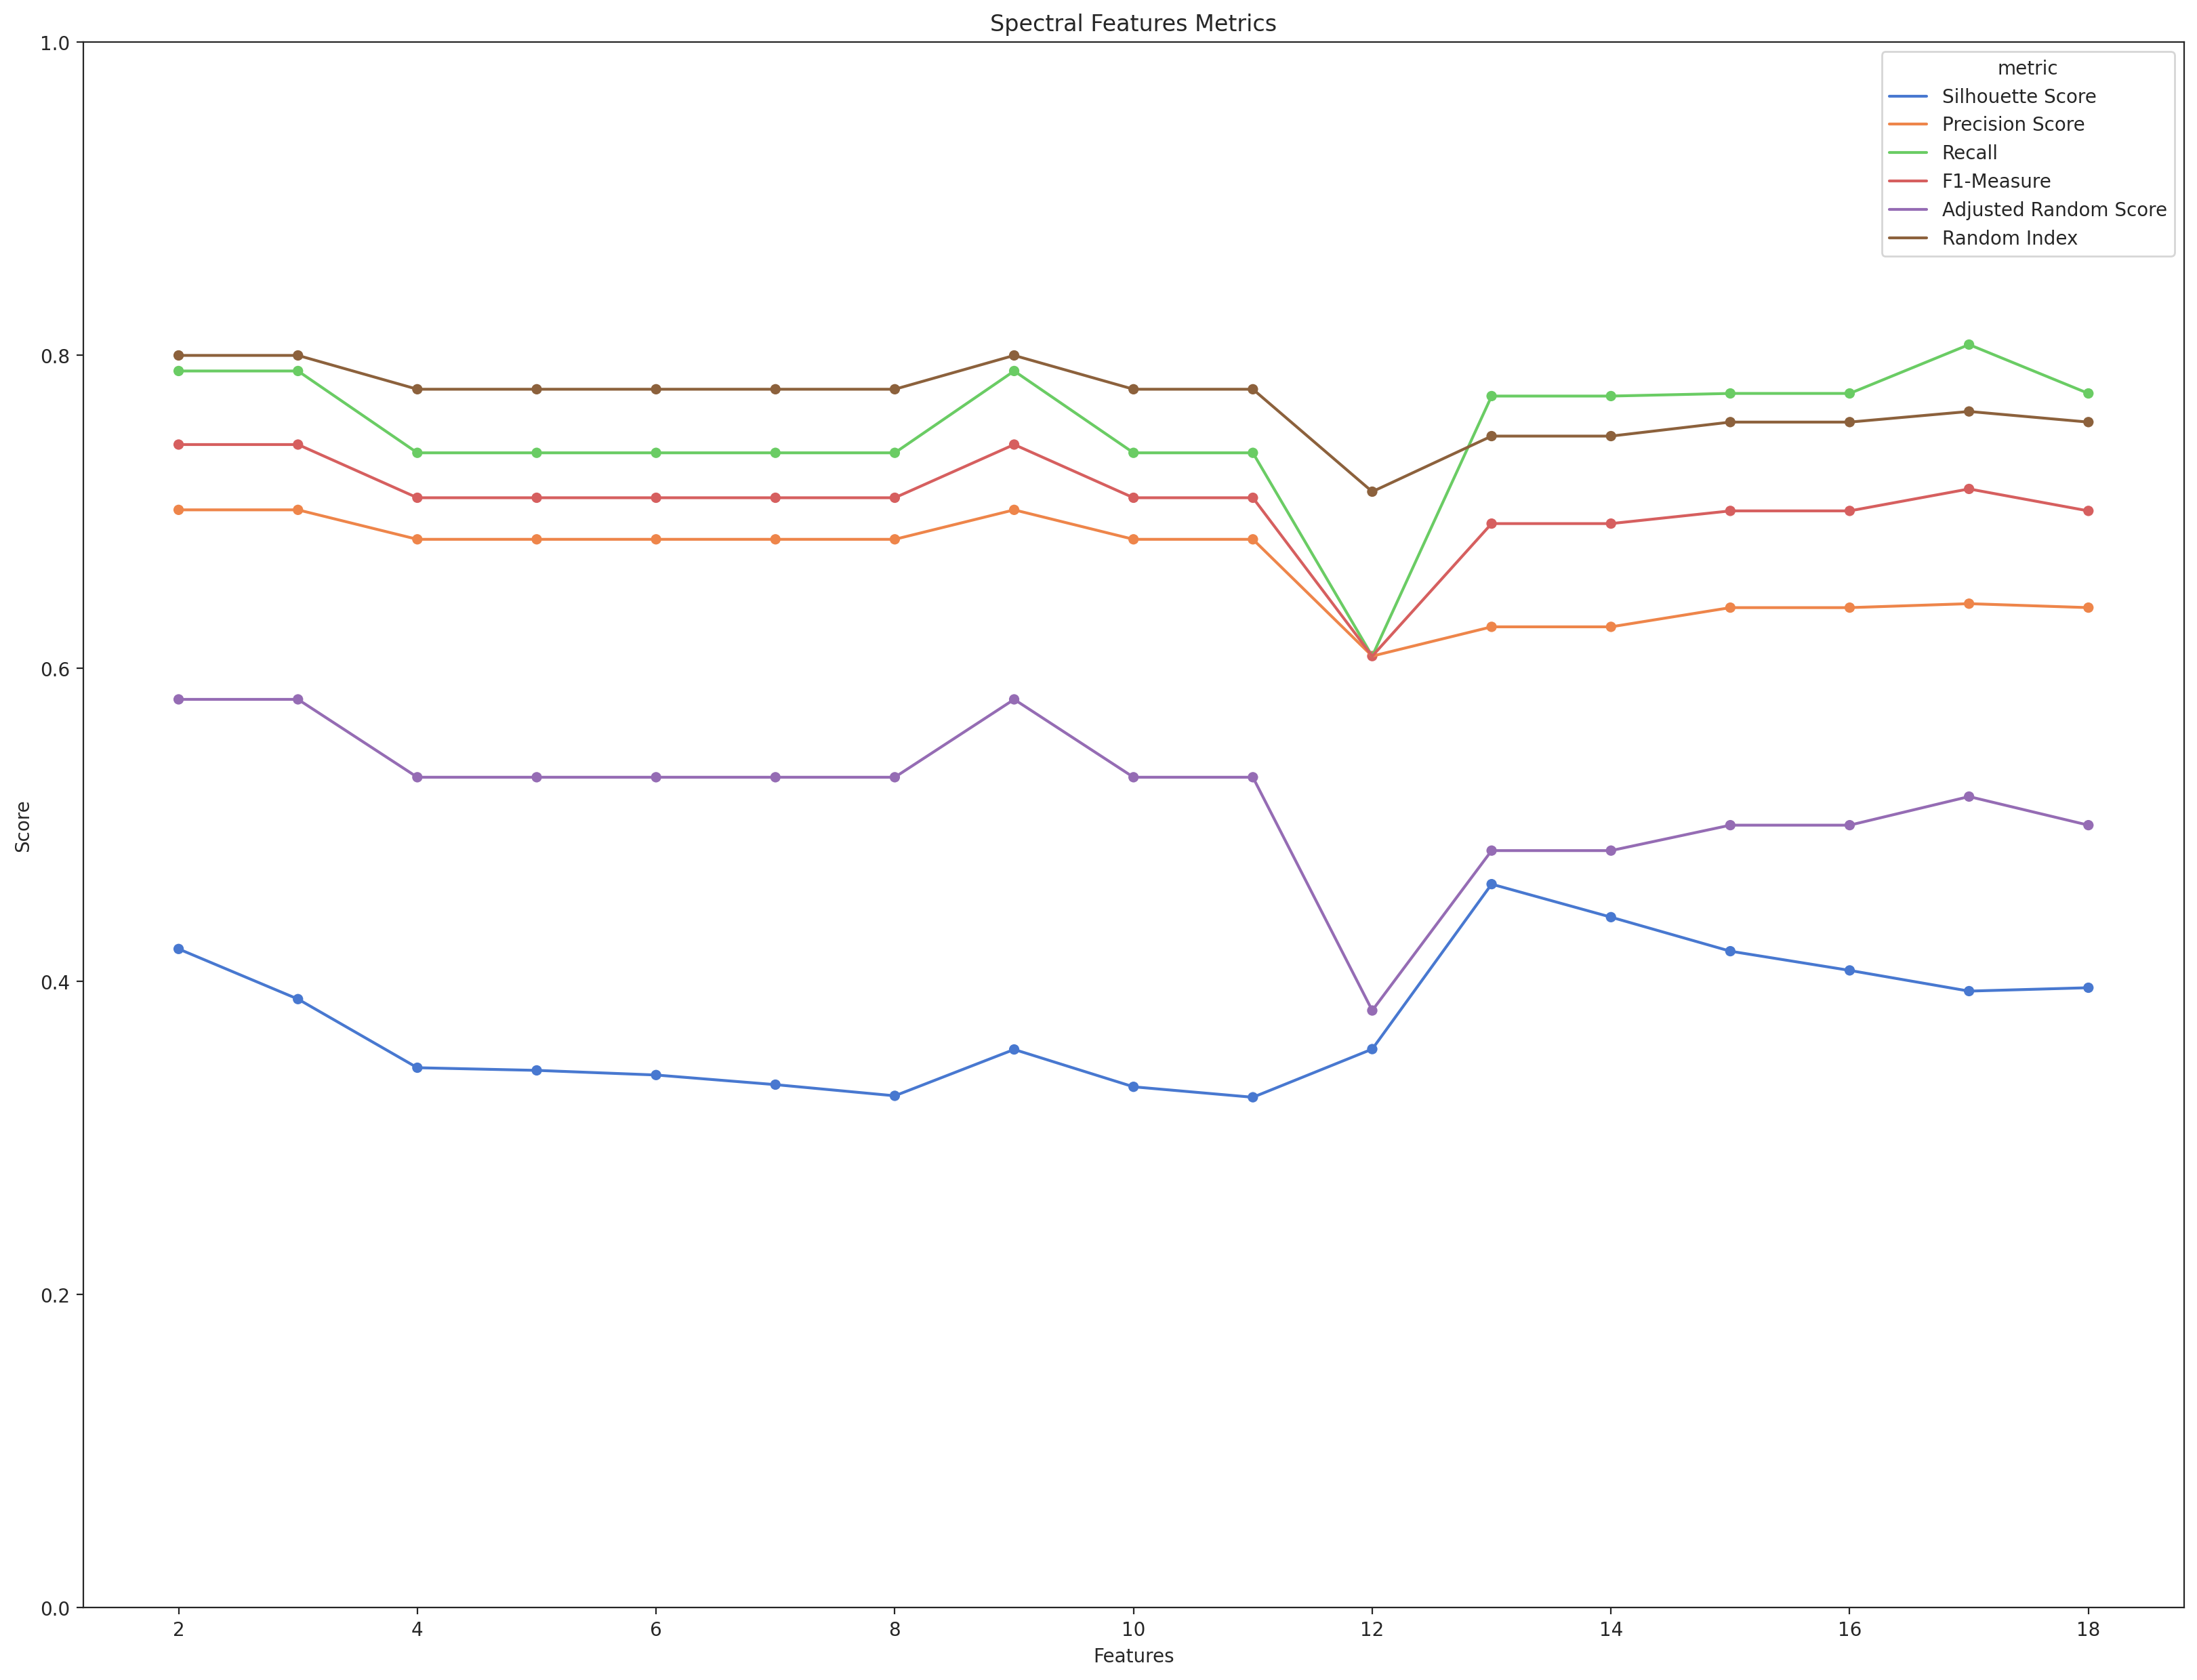 Spectral Features Metrics
metric
Silhouette Score
Precision Score
Recall
F1-Measure
Adjusted Random Score
Random Index
1.0
0.8
0.6
0.4
0.2
0.0
Score
2 4 6 8 10 12 14 16 18
Features